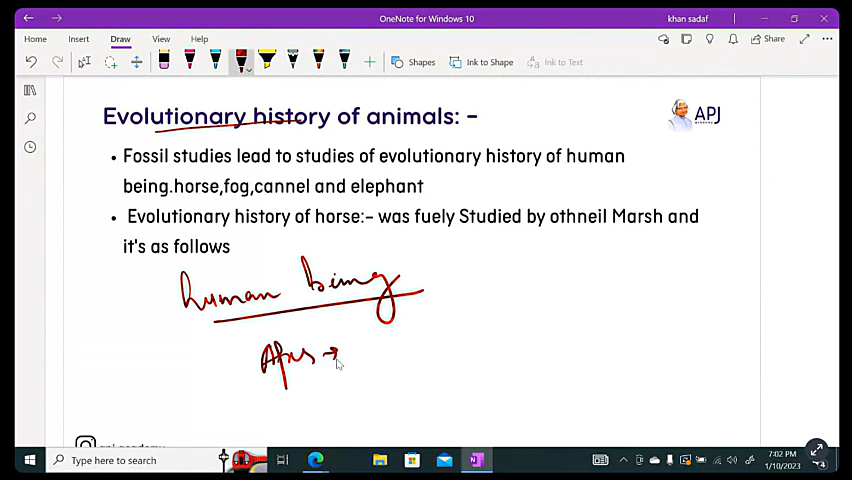 OneNote for Windows 10
khan sadaf
Home
Insert
Draw
View
Help
Share
Shapes
Ink to Shape
Ink to Text
Evolutionary history of animals: -
APJ
academy
• Fossil studies lead to studies of evolutionary history of human
being.horse,fog,cannel and elephant
• Evolutionary history of horse:- was fuely Studied by othneil Marsh and
it's as follows
human being
→
Type here to search
7:02 PM
1/10/2023
4